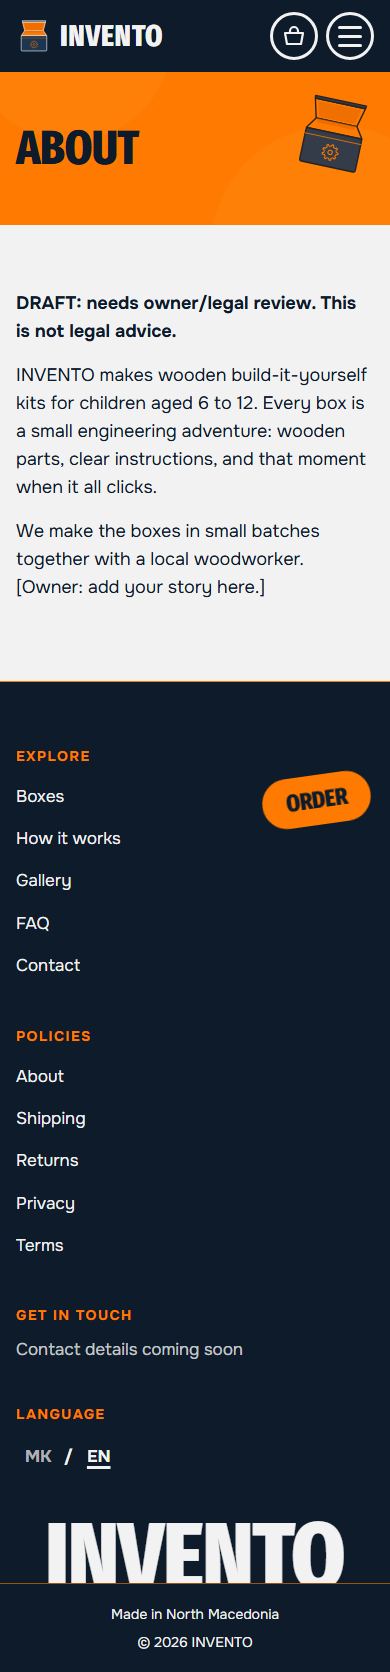 INVENTO
ABOUT
DRAFT: needs owner/legal review. This
is not legal advice.
INVENTO makes wooden build-it-yourself
kits for children aged 6 to 12. Every box is
a small engineering adventure: wooden
parts, clear instructions, and that moment
when it all clicks.
We make the boxes in small batches
together with a local woodworker.
[Owner: add your story here.]
EXPLORE
Boxes
ORDER
How it works
Gallery
FAQ
Contact
POLICIES
About
Shipping
Returns
Privacy
Terms
GET IN TOUCH
Contact details coming soon
LANGUAGE
MK / EN
INVENTO
Made in North Macedonia
© 2026 INVENTO